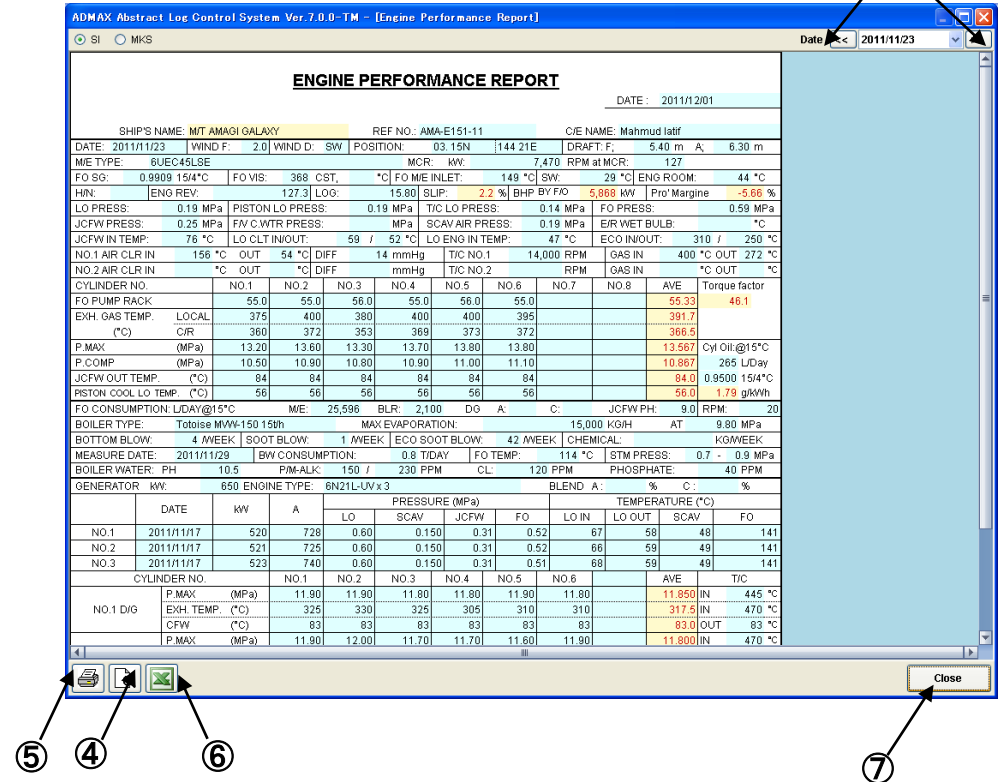 ADMAX Abstract Log Control System Ver.7.0.0-TM - [Engine Performance Report]
SI MKS Date << 2011/11/23
ENGINE PERFORMANCE REPORT
DATE : 2011/12/01
SHIP'S NAME: M/T AMAGI GALAXY REF NO.: AMA-E151-11 C/E NAME: Mahmud latif
DATE: 2011/11/23 WIND F: 2.0 WIND D: SW POSITION: 03.15N 144 21E DRAFT: F; 5.40 m A; 6.30 m
M/E TYPE: 6UEC45LSE MCR: kW: 7,470 RPM at MCR: 127
FO SG: 0.9909 15/4°C FO VIS: 368 CST, °C FO M/E INLET: 149 °C SW: 29 °C ENG ROOM: 44 °C
H/N: ENG REV: 127.3 LOG: 15.80 SLIP: 2.2 % BHP BY F/O 5,868 kW Pro'Margine -5.66 %
LO PRESS: 0.19 MPa PISTON LO PRESS: 0.19 MPa T/C LO PRESS: 0.14 MPa FO PRESS: 0.59 MPa
JCFW PRESS: 0.25 MPa F/V C.WTR PRESS: MPa SCAV AIR PRESS: 0.19 MPa E/R WET BULB: °C
JCFW IN TEMP: 76 °C LO CLT IN/OUT: 59 / 52 °C LO ENG IN TEMP: 47 °C ECO IN/OUT: 310 / 250 °C
NO.1 AIR CLR IN 156 °C OUT 54 °C DIFF 14 mmHg T/C NO.1 14,000 RPM GAS IN 400 °C OUT 272 °C
NO.2 AIR CLR IN °C OUT °C DIFF mmHg T/C NO.2 RPM GAS IN °C OUT °C
CYLINDER NO. NO.1 NO.2 NO.3 NO.4 NO.5 NO.6 NO.7 NO.8 AVE Torque factor
FO PUMP RACK 55.0 55.0 56.0 55.0 56.0 55.0 55.33 46.1
EXH. GAS TEMP. LOCAL 375 400 380 400 400 395 391.7
(°C) C/R 360 372 353 369 373 372 366.5
P.MAX (MPa) 13.20 13.60 13.30 13.70 13.80 13.80 13.567 Cyl Oil:@15°C
P.COMP (MPa) 10.50 10.90 10.80 10.90 11.00 11.10 10.867 265 L/Day
JCFW OUT TEMP. (°C) 84 84 84 84 84 84 84.0 0.9500 15/4°C
PISTON COOL LO TEMP. (°C) 56 56 56 56 56 56 56.0 1.79 g/kWh
FO CONSUMPTION: L/DAY@15°C M/E: 25,596 BLR: 2,100 DG A: C: JCFW PH: 9.0 RPM: 20
BOILER TYPE: Totoise MVW-150 15t/h MAX EVAPORATION: 15,000 KG/H AT 9.80 MPa
BOTTOM BLOW: 4 /WEEK SOOT BLOW: 1 /WEEK ECO SOOT BLOW: 42 /WEEK CHEMICAL: KG/WEEK
MEASURE DATE: 2011/11/29 BW CONSUMPTION: 0.8 T/DAY FO TEMP: 114 °C STM PRESS: 0.7 - 0.9 MPa
BOILER WATER: PH 10.5 P/M-ALK: 150 / 230 PPM CL: 120 PPM PHOSPHATE: 40 PPM
GENERATOR kW: 650 ENGINE TYPE: 6N21L-UV x 3 BLEND A : % C : %
DATE kW A PRESSURE (MPa) TEMPERATURE (°C)
LO SCAV JCFW FO LO IN LO OUT SCAV FO
NO.1 2011/11/17 520 728 0.60 0.150 0.31 0.52 67 58 48 141
NO.2 2011/11/17 521 725 0.60 0.150 0.31 0.52 66 59 49 141
NO.3 2011/11/17 523 740 0.60 0.150 0.31 0.51 68 59 49 141
CYLINDER NO. NO.1 NO.2 NO.3 NO.4 NO.5 NO.6 AVE T/C
P.MAX (MPa) 11.90 11.90 11.80 11.80 11.90 11.80 11.850 IN 445 °C
NO.1 D/G EXH. TEMP. (°C) 325 330 325 305 310 310 317.5 IN 470 °C
CFW (°C) 83 83 83 83 83 83 83.0 OUT 83 °C
P.MAX (MPa) 11.90 12.00 11.70 11.70 11.60 11.90 11.800 IN 470 °C
Close
⑤ ④ ⑥ ⑦